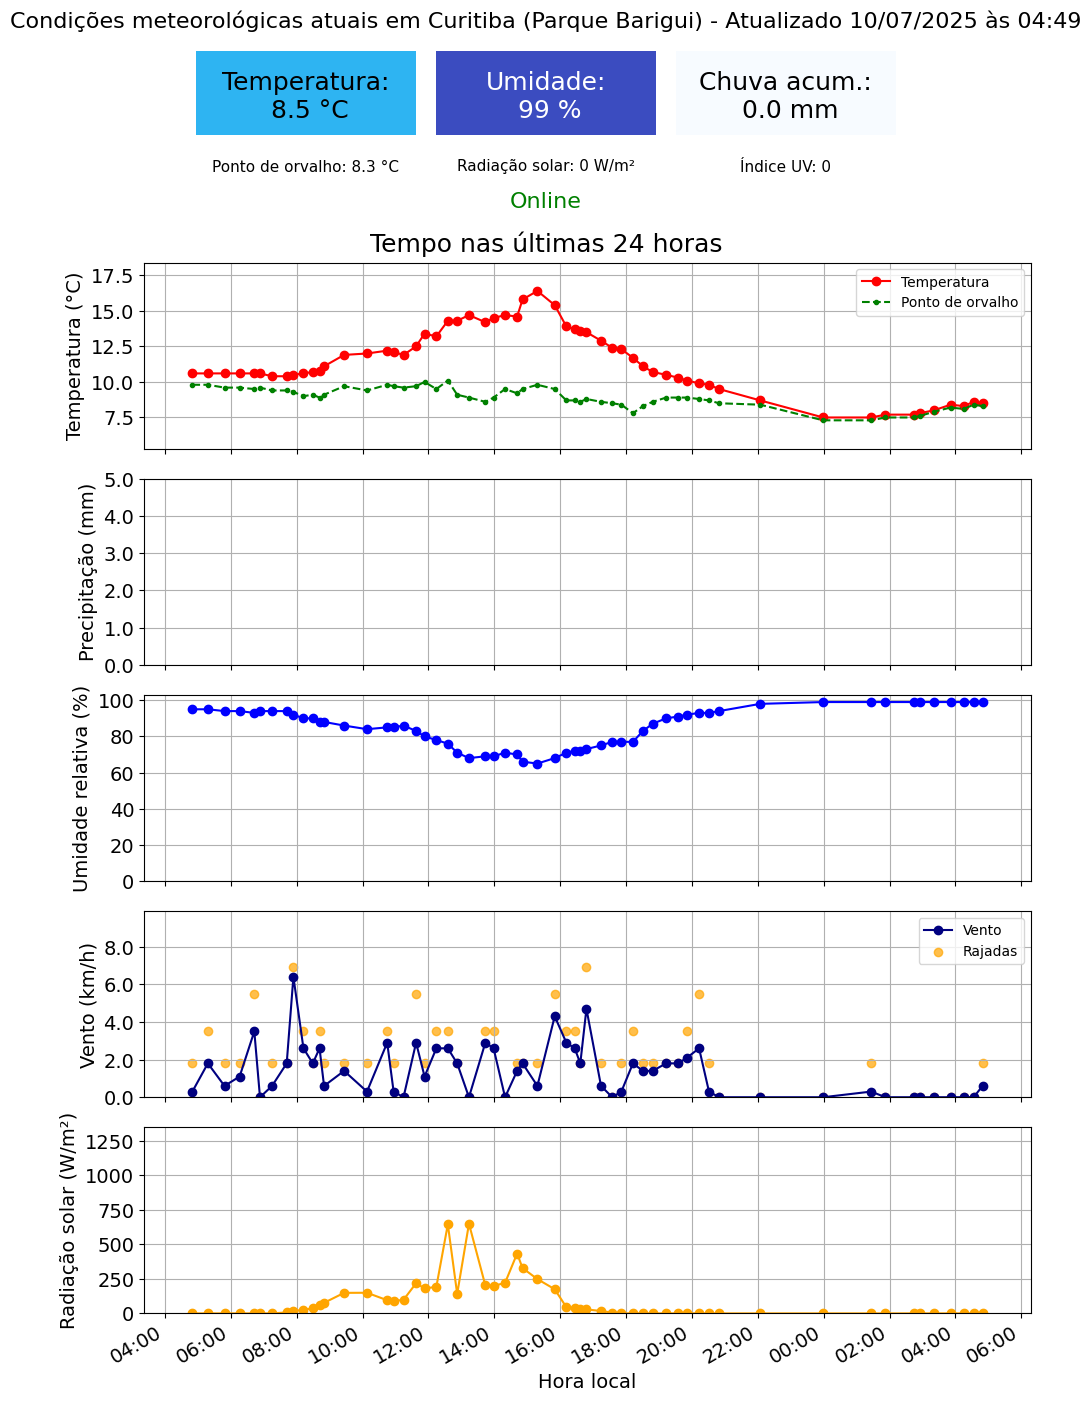 Condições meteorológicas atuais em Curitiba (Parque Barigui) - Atualizado 10/07/2025 às 04:49
Temperatura:
8.5 °C
Umidade:
99 %
Chuva acum.:
0.0 mm
Ponto de orvalho: 8.3 °C
Radiação solar: 0 W/m²
Índice UV: 0
Online
Tempo nas últimas 24 horas
Temperatura (°C)
17.5
15.0
12.5
10.0
7.5
Temperatura
Ponto de orvalho
Precipitação (mm)
5.0
4.0
3.0
2.0
1.0
0.0
Umidade relativa (%)
100
80
60
40
20
0
Vento (km/h)
8.0
6.0
4.0
2.0
0.0
Vento
Rajadas
Radiação solar (W/m²)
1250
1000
750
500
250
0
04:00
06:00
08:00
10:00
12:00
14:00
16:00
18:00
20:00
22:00
00:00
02:00
04:00
06:00
Hora local